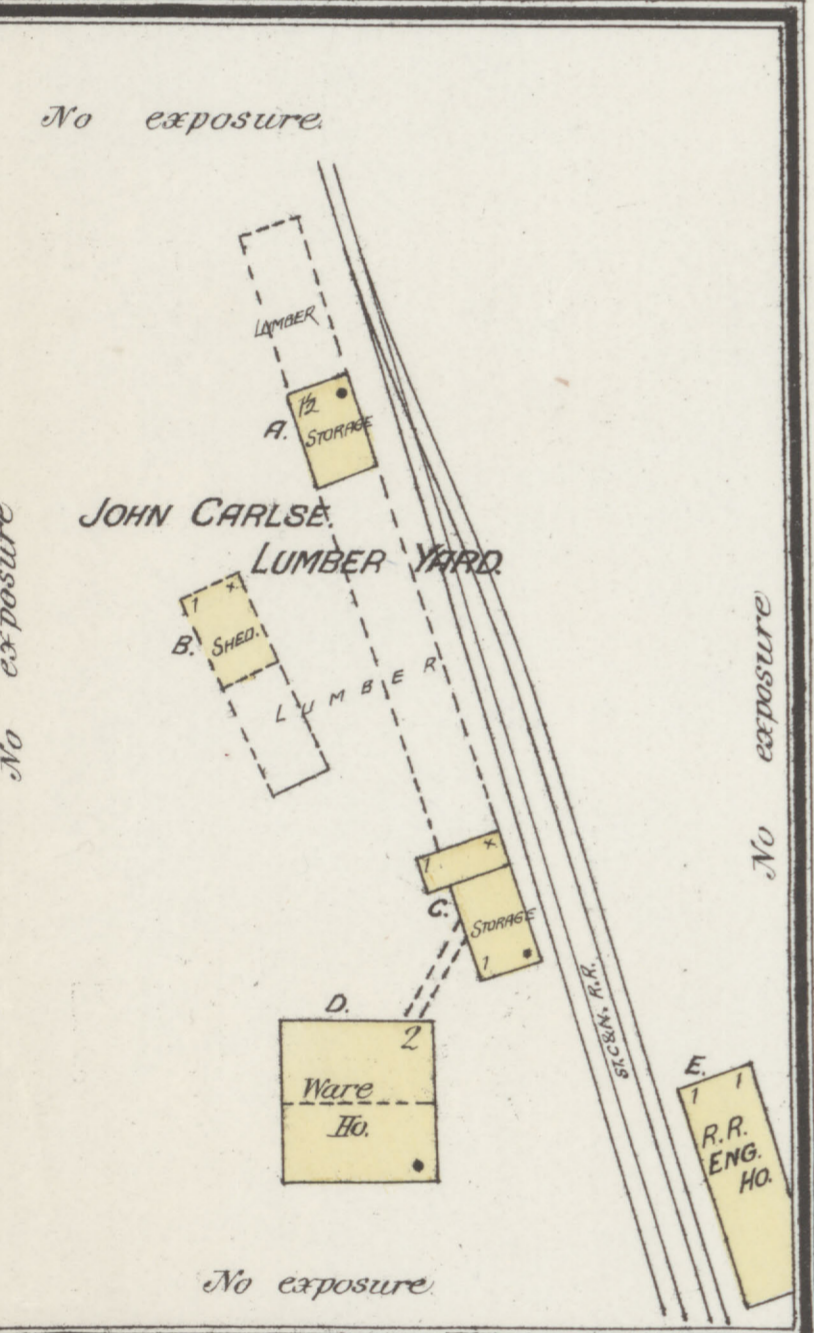 No exposure.
LUMBER
1½
A. STORAGE
JOHN CARLSE.
LUMBER YARD.
No exposure
1 x
B. SHED.
LUMBER
No exposure
1 x
C.
STORAGE
1
D.
2
Ware
Ho.
ST. C & N. R.R.
E.
1 1
R.R.
ENG.
HO.
No exposure